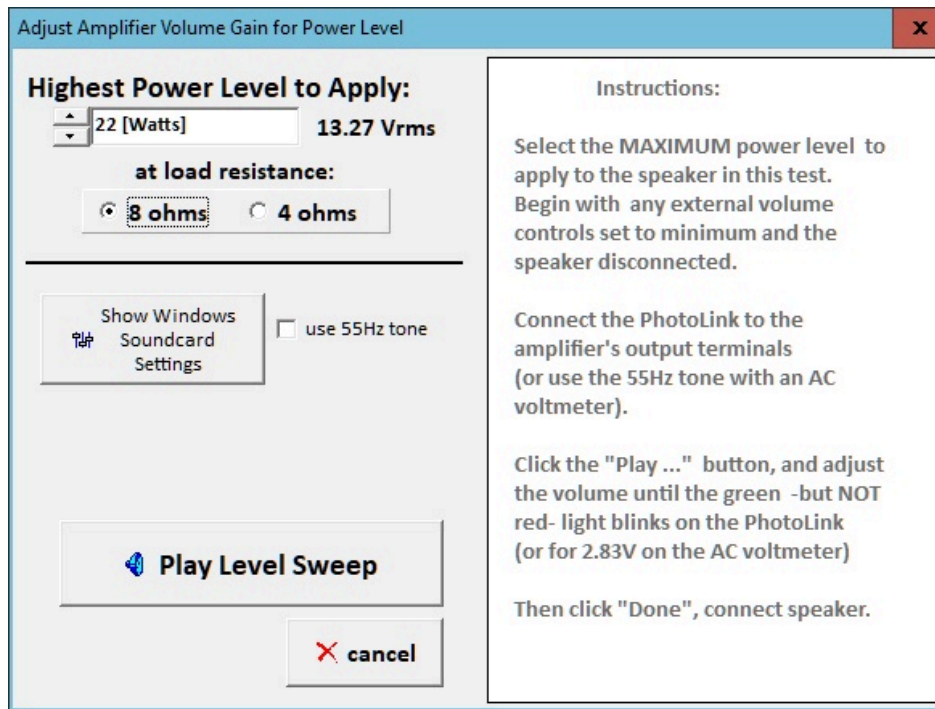 Adjust Amplifier Volume Gain for Power Level
x
Highest Power Level to Apply:
22 [Watts]
13.27 Vrms
at load resistance:
8 ohms
4 ohms
Show Windows
Soundcard
Settings
use 55Hz tone
Play Level Sweep
cancel
Instructions:
Select the MAXIMUM power level to
apply to the speaker in this test.
Begin with any external volume
controls set to minimum and the
speaker disconnected.
Connect the PhotoLink to the
amplifier's output terminals
(or use the 55Hz tone with an AC
voltmeter).
Click the "Play ..." button, and adjust
the volume until the green -but NOT
red- light blinks on the PhotoLink
(or for 2.83V on the AC voltmeter)
Then click "Done", connect speaker.